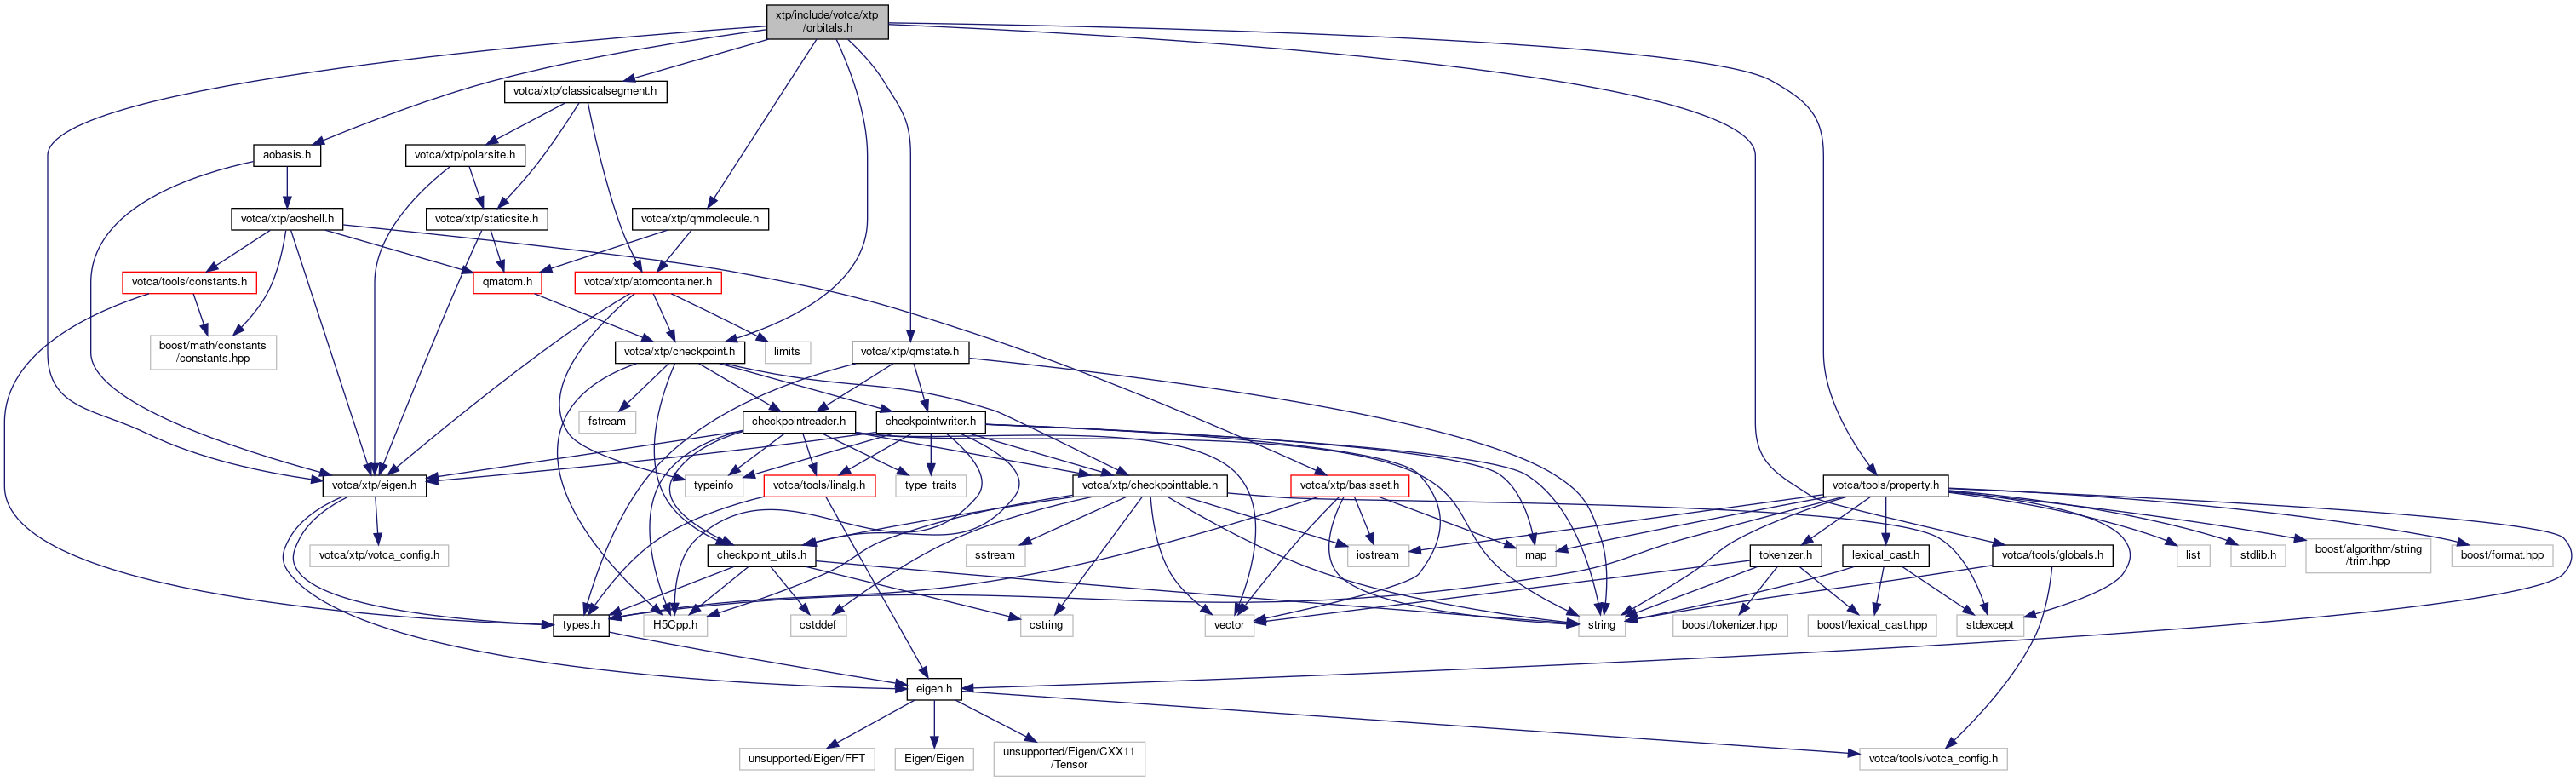 xtp/include/votca/xtp
/orbitals.h
votca/xtp/classicalsegment.h
aobasis.h
votca/xtp/polarsite.h
votca/xtp/aoshell.h
votca/xtp/staticsite.h
votca/xtp/qmmolecule.h
votca/tools/constants.h
qmatom.h
votca/xtp/atomcontainer.h
boost/math/constants
/constants.hpp
votca/xtp/checkpoint.h
limits
votca/xtp/qmstate.h
fstream
checkpointreader.h
checkpointwriter.h
votca/xtp/eigen.h
typeinfo
votca/tools/linalg.h
type_traits
votca/xtp/checkpointtable.h
votca/xtp/basisset.h
votca/tools/property.h
votca/xtp/votca_config.h
checkpoint_utils.h
sstream
iostream
map
tokenizer.h
lexical_cast.h
votca/tools/globals.h
list
stdlib.h
boost/algorithm/string
/trim.hpp
boost/format.hpp
types.h
H5Cpp.h
cstddef
cstring
vector
string
boost/tokenizer.hpp
boost/lexical_cast.hpp
stdexcept
eigen.h
unsupported/Eigen/FFT
Eigen/Eigen
unsupported/Eigen/CXX11
/Tensor
votca/tools/votca_config.h